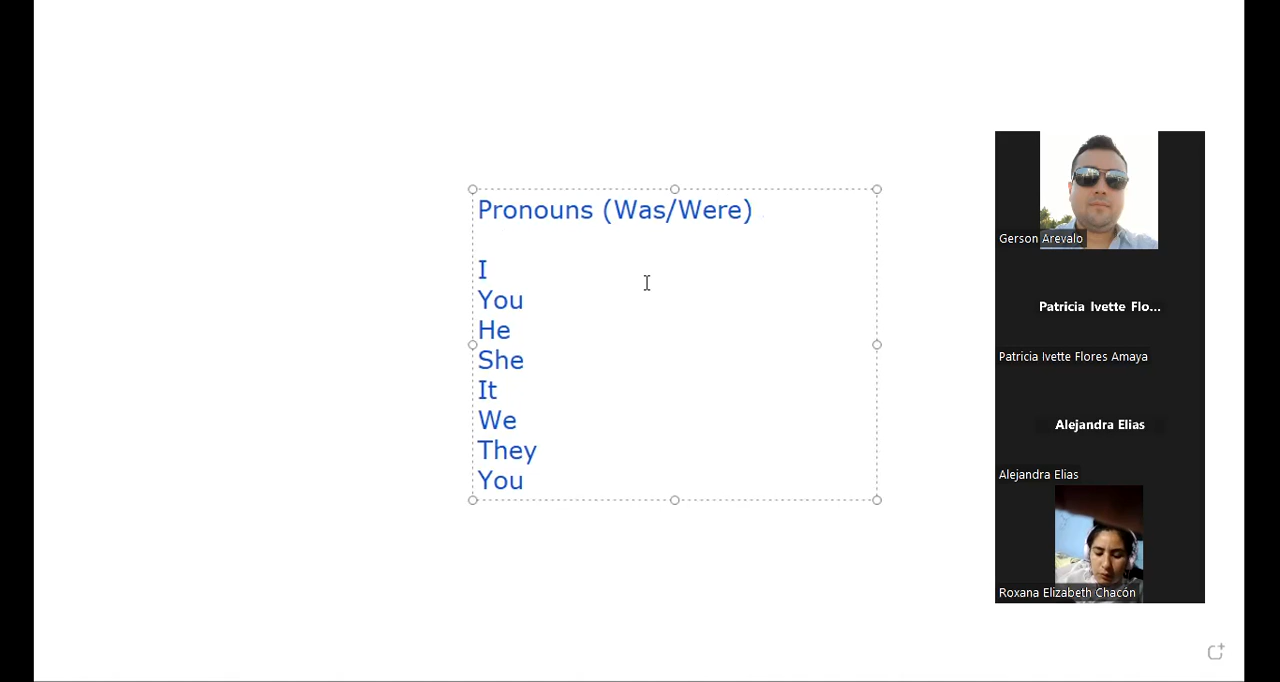 Pronouns (Was/Were)
I
You
He
She
It
We
They
You
Gerson Arevalo
Patricia Ivette Flo...
Patricia Ivette Flores Amaya
Alejandra Elias
Alejandra Elias
Roxana Elizabeth Chacón